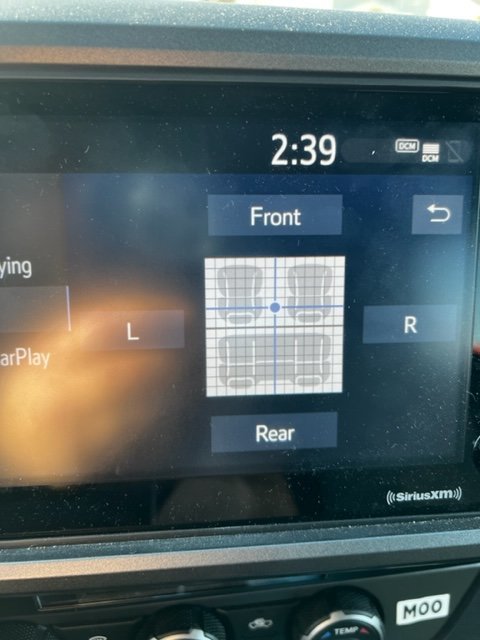 2:39
DCM
DCM
Front
ying
L
R
arPlay
Rear
SiriusXM
MOO
TEMP